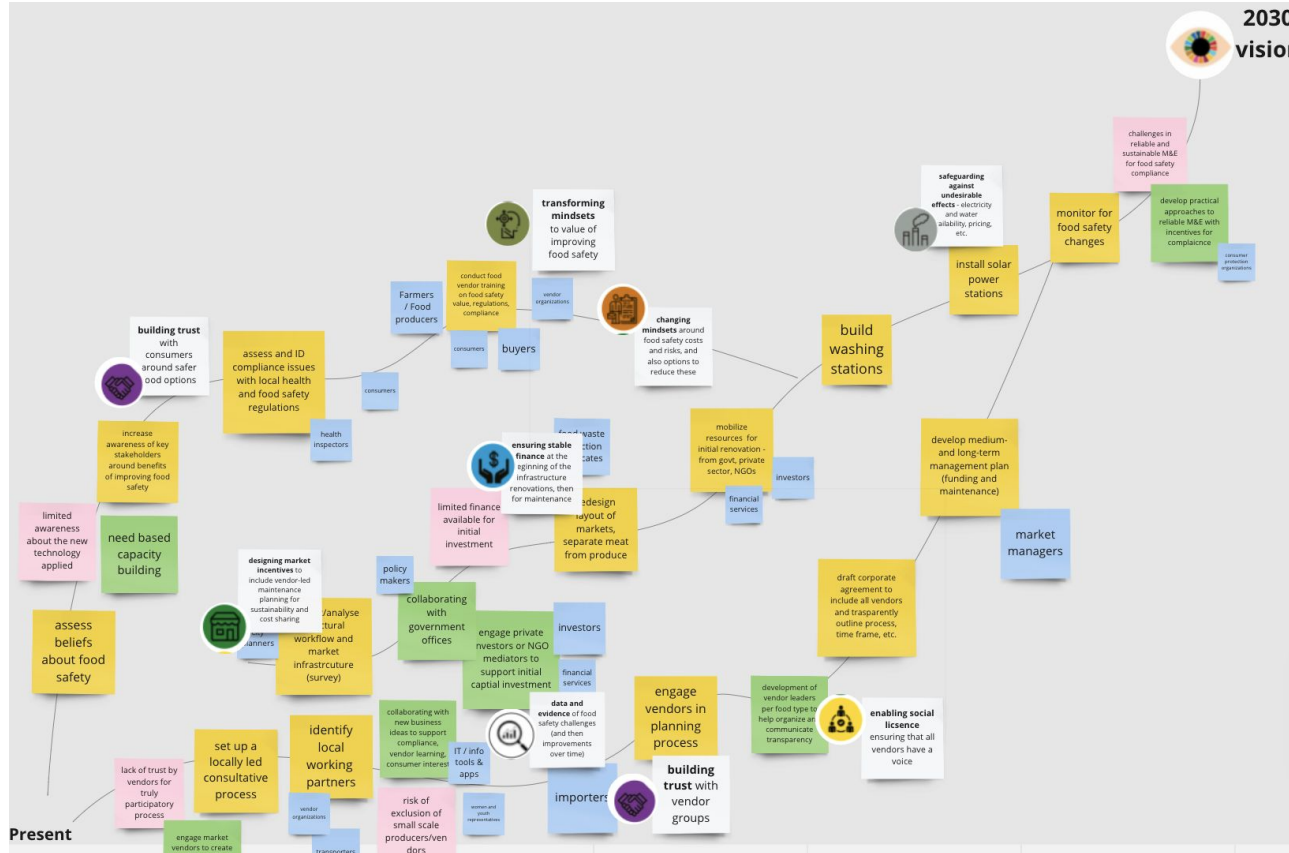 2030
vision
challenges in
reliable and
sustainable M&E
for food safety
compliance
develop practical
approaches to
reliable M&E with
incentives for
complaicnce
consumer
protection
organizations
monitor for
food safety
changes
safeguarding
against
undesirable
effects - electricity
and water
pricing,
etc.
install solar
power
stations
build
washing
stations
transforming
mindsets
to value of
improving
food safety
conduct food
vendor training
on food safety
value, regulations,
compliance
vendor
organizations
Farmers
/ Food
producers
consumers
buyers
changing
mindsets around
food safety costs
and risks, and
also options to
reduce these
building trust
with
consumers
around safer
options
assess and ID
compliance issues
with local health
and food safety
regulations
consumers
health
inspectors
increase
awareness of key
stakeholders
around benefits
of improving food
safety
limited
awareness
about the new
technology
applied
need based
capacity
building
assess
beliefs
about food
safety
ensuring stable
finance at the
infrastructure
renovations, then
for maintenance
limited finance
available for
initial
investment
layout of
markets,
separate meat
from produce
mobilize
resources for
initial renovation -
from govt, private
sector, NGOs
investors
financial
services
develop medium-
and long-term
management plan
(funding and
maintenance)
market
managers
designing market
incentives to
include vendor-led
maintenance
planning for
sustainability and
cost sharing
workflow and
market
infrastrcuture
(survey)
policy
makers
collaborating
with
government
offices
engage private
investors or NGO
mediators to
support initial
captial investment
investors
financial
services
draft corporate
agreement to
include all vendors
and trasparently
outline process,
time frame, etc.
development of
vendor leaders
per food type to
help organize
communicate
transparency
enabling social
licsence
ensuring that all
vendors have a
voice
engage
vendors in
planning
process
building
trust with
vendor
groups
data and
evidence of food
safety challenges
(and then
improvements
over time)
importers
collaborating with
new business
ideas to support
compliance,
vendor learning,
consumer interest
IT / info
tools &
apps
identify
local
working
partners
set up a
locally led
consultative
process
lack of trust by
vendors for
truly
participatory
process
vendor
organizations
transporters
risk of
exclusion of
small scale
producers/ven
dors
women and
youth
representatives
engage market
vendors to create
Present